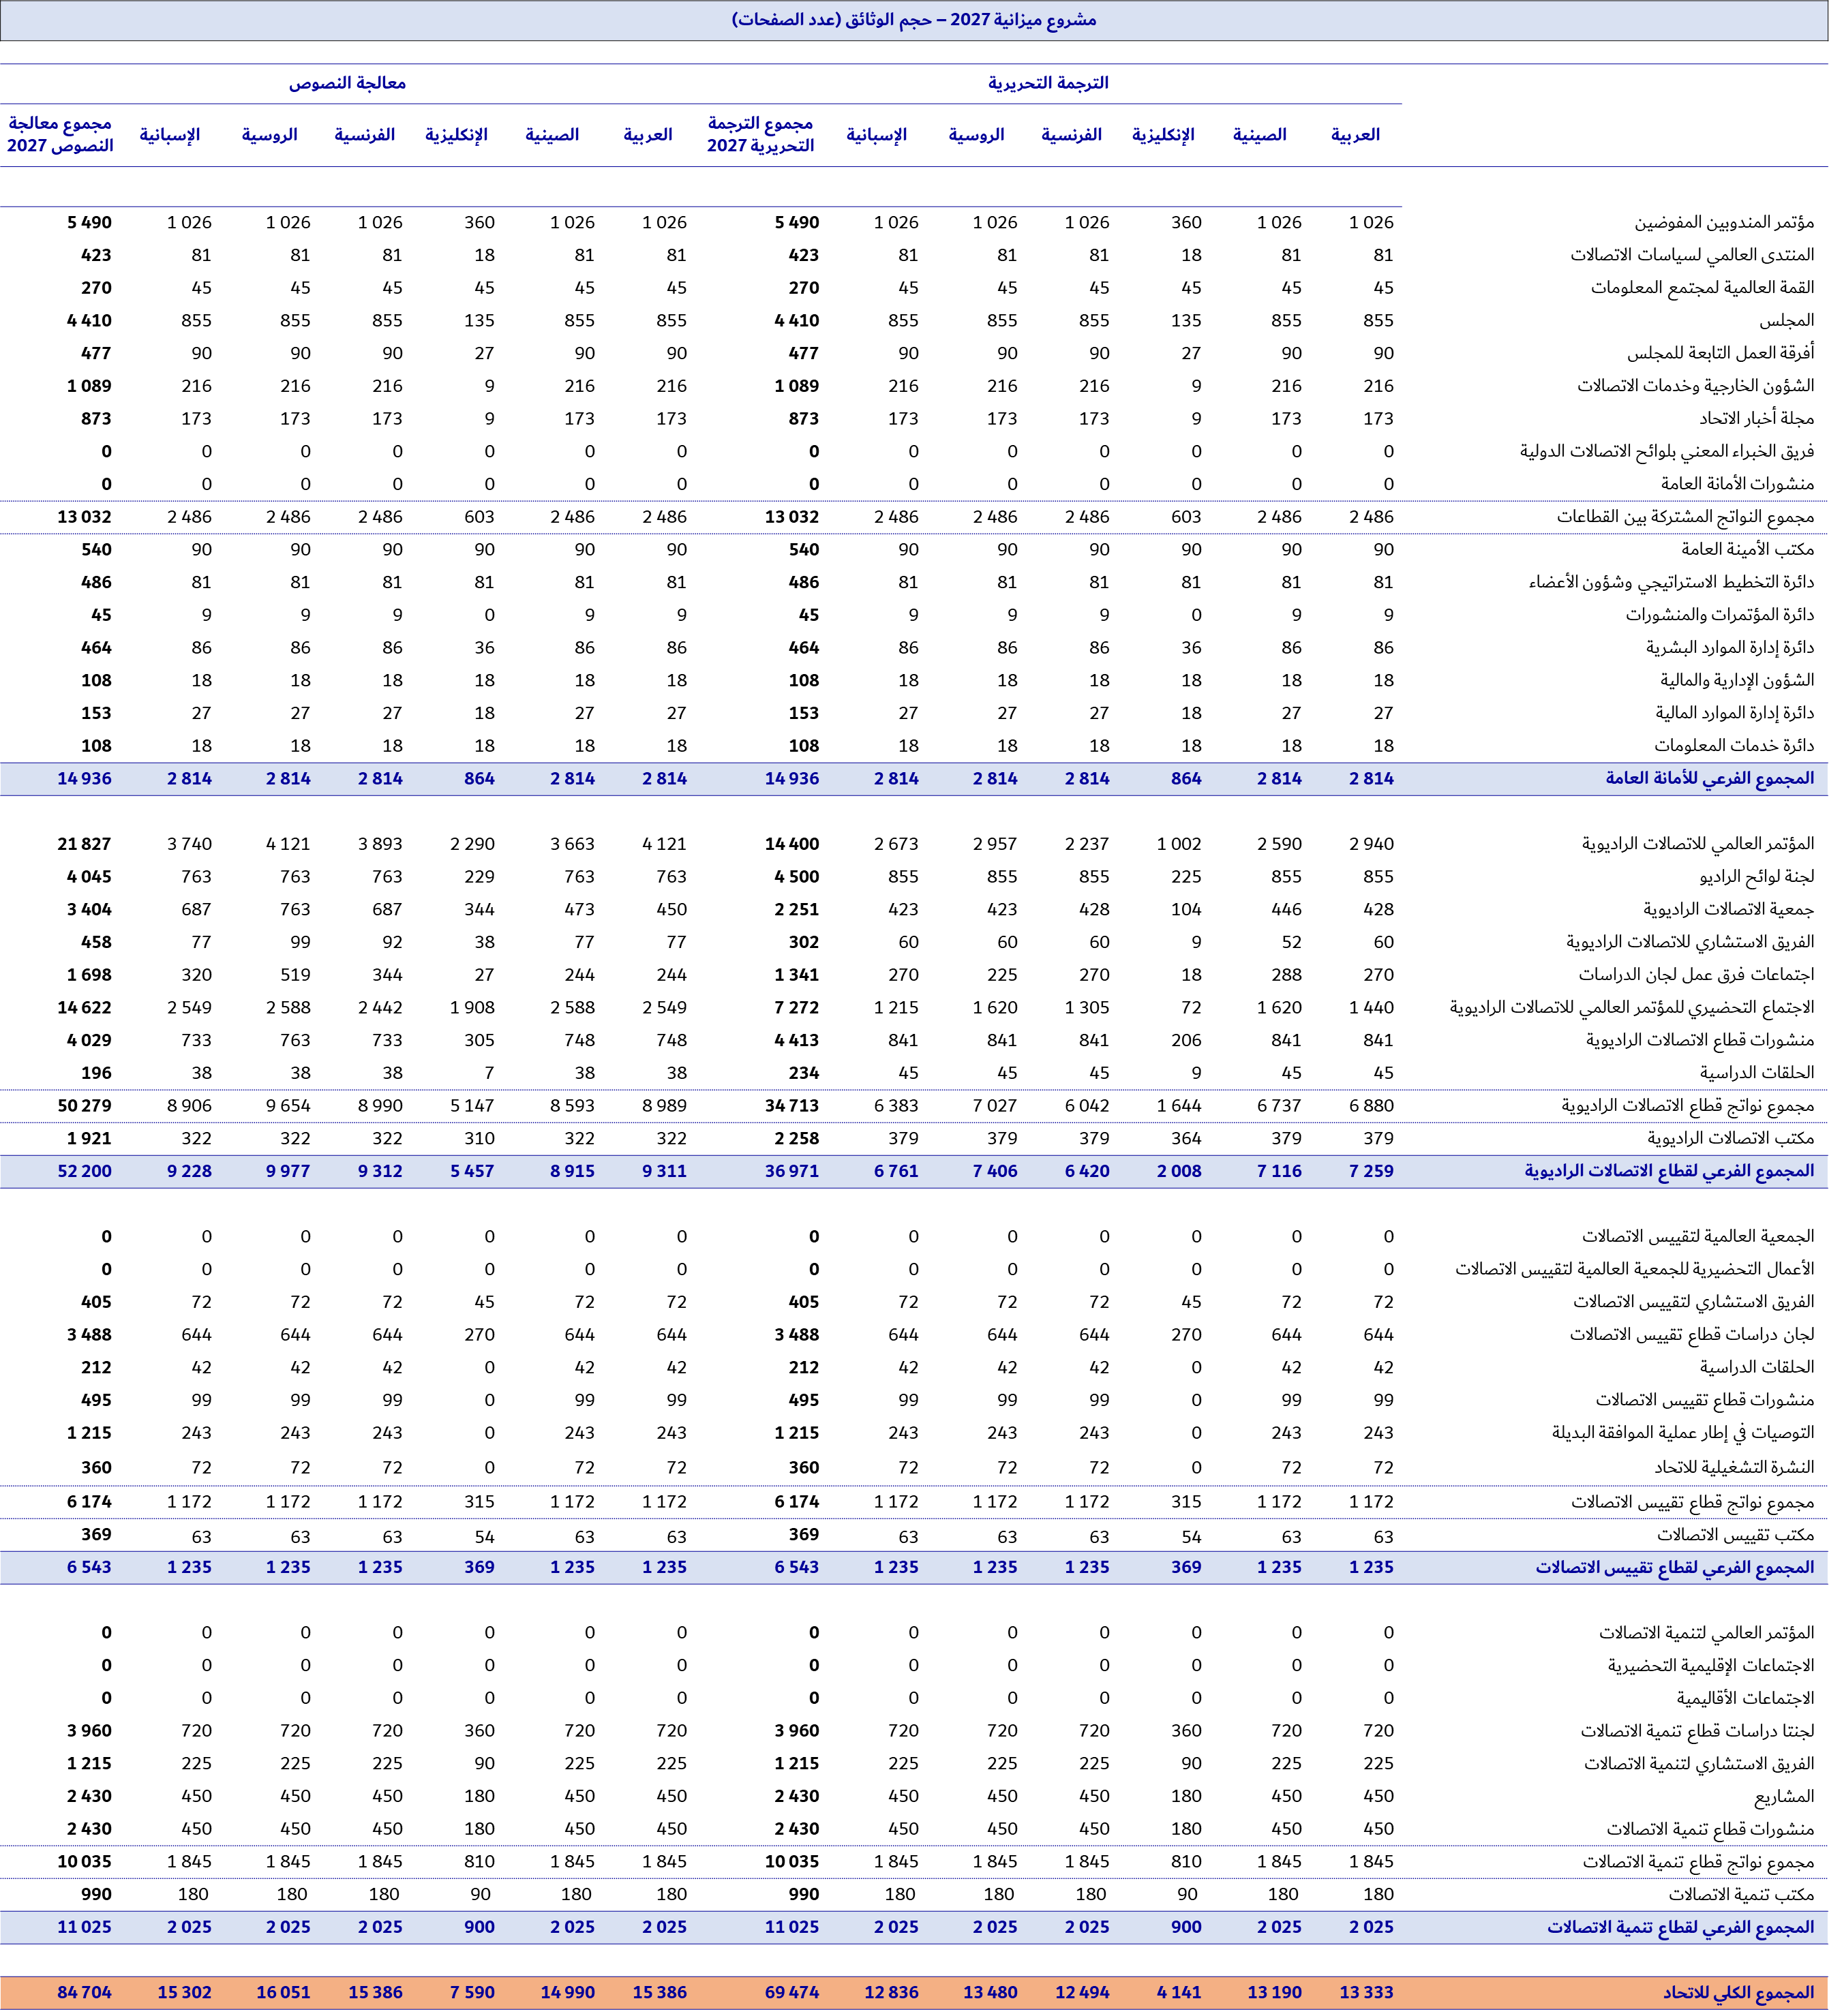 مشروع ميزانية 2027 – حجم الوثائق (عدد الصفحات)
الترجمة التحريرية معالجة النصوص
العربية الصينية الإنكليزية الفرنسية الروسية الإسبانية مجموع الترجمة التحريرية 2027 العربية الصينية الإنكليزية الفرنسية الروسية الإسبانية مجموع معالجة النصوص 2027
مؤتمر المندوبين المفوضين 1 026 1 026 360 1 026 1 026 1 026 5 490 1 026 1 026 360 1 026 1 026 1 026 5 490
المنتدى العالمي لسياسات الاتصالات 81 81 18 81 81 81 423 81 81 18 81 81 81 423
القمة العالمية لمجتمع المعلومات 45 45 45 45 45 45 270 45 45 45 45 45 45 270
المجلس 855 855 135 855 855 855 4 410 855 855 135 855 855 855 4 410
أفرقة العمل التابعة للمجلس 90 90 27 90 90 90 477 90 90 27 90 90 90 477
الشؤون الخارجية وخدمات الاتصالات 216 216 9 216 216 216 1 089 216 216 9 216 216 216 1 089
مجلة أخبار الاتحاد 173 173 9 173 173 173 873 173 173 9 173 173 173 873
فريق الخبراء المعني بلوائح الاتصالات الدولية 0 0 0 0 0 0 0 0 0 0 0 0 0 0
منشورات الأمانة العامة 0 0 0 0 0 0 0 0 0 0 0 0 0 0
مجموع النواتج المشتركة بين القطاعات 2 486 2 486 603 2 486 2 486 2 486 13 032 2 486 2 486 603 2 486 2 486 2 486 13 032
مكتب الأمينة العامة 90 90 90 90 90 90 540 90 90 90 90 90 90 540
دائرة التخطيط الاستراتيجي وشؤون الأعضاء 81 81 81 81 81 81 486 81 81 81 81 81 81 486
دائرة المؤتمرات والمنشورات 9 9 0 9 9 9 45 9 9 0 9 9 9 45
دائرة إدارة الموارد البشرية 86 86 36 86 86 86 464 86 86 36 86 86 86 464
الشؤون الإدارية والمالية 18 18 18 18 18 18 108 18 18 18 18 18 18 108
دائرة إدارة الموارد المالية 27 27 18 27 27 27 153 27 27 18 27 27 27 153
دائرة خدمات المعلومات 18 18 18 18 18 18 108 18 18 18 18 18 18 108
المجموع الفرعي للأمانة العامة 2 814 2 814 864 2 814 2 814 2 814 14 936 2 814 2 814 864 2 814 2 814 2 814 14 936
المؤتمر العالمي للاتصالات الراديوية 2 940 2 590 1 002 2 237 2 957 2 673 14 400 4 121 3 663 2 290 3 893 4 121 3 740 21 827
لجنة لوائح الراديو 855 855 225 855 855 855 4 500 763 763 229 763 763 763 4 045
جمعية الاتصالات الراديوية 428 446 104 428 423 423 2 251 450 473 344 687 763 687 3 404
الفريق الاستشاري للاتصالات الراديوية 60 52 9 60 60 60 302 77 77 38 92 99 77 458
اجتماعات فرق عمل لجان الدراسات 270 288 18 270 225 270 1 341 244 244 27 344 519 320 1 698
الاجتماع التحضيري للمؤتمر العالمي للاتصالات الراديوية 1 440 1 620 72 1 305 1 620 1 215 7 272 2 549 2 588 1 908 2 442 2 588 2 549 14 622
منشورات قطاع الاتصالات الراديوية 841 841 206 841 841 841 4 413 748 748 305 733 763 733 4 029
الحلقات الدراسية 45 45 9 45 45 45 234 38 38 7 38 38 38 196
مجموع نواتج قطاع الاتصالات الراديوية 6 880 6 737 1 644 6 042 7 027 6 383 34 713 8 989 8 593 5 147 8 990 9 654 8 906 50 279
مكتب الاتصالات الراديوية 379 379 364 379 379 379 2 258 322 322 310 322 322 322 1 921
المجموع الفرعي لقطاع الاتصالات الراديوية 7 259 7 116 2 008 6 420 7 406 6 761 36 971 9 311 8 915 5 457 9 312 9 977 9 228 52 200
الجمعية العالمية لتقييس الاتصالات 0 0 0 0 0 0 0 0 0 0 0 0 0 0
الأعمال التحضيرية للجمعية العالمية لتقييس الاتصالات 0 0 0 0 0 0 0 0 0 0 0 0 0 0
الفريق الاستشاري لتقييس الاتصالات 72 72 45 72 72 72 405 72 72 45 72 72 72 405
لجان دراسات قطاع تقييس الاتصالات 644 644 270 644 644 644 3 488 644 644 270 644 644 644 3 488
الحلقات الدراسية 42 42 0 42 42 42 212 42 42 0 42 42 42 212
منشورات قطاع تقييس الاتصالات 99 99 0 99 99 99 495 99 99 0 99 99 99 495
التوصيات في إطار عملية الموافقة البديلة 243 243 0 243 243 243 1 215 243 243 0 243 243 243 1 215
النشرة التشغيلية للاتحاد 72 72 0 72 72 72 360 72 72 0 72 72 72 360
مجموع نواتج قطاع تقييس الاتصالات 1 172 1 172 315 1 172 1 172 1 172 6 174 1 172 1 172 315 1 172 1 172 1 172 6 174
مكتب تقييس الاتصالات 63 63 54 63 63 63 369 63 63 54 63 63 63 369
المجموع الفرعي لقطاع تقييس الاتصالات 1 235 1 235 369 1 235 1 235 1 235 6 543 1 235 1 235 369 1 235 1 235 1 235 6 543
المؤتمر العالمي لتنمية الاتصالات 0 0 0 0 0 0 0 0 0 0 0 0 0 0
الاجتماعات الإقليمية التحضيرية 0 0 0 0 0 0 0 0 0 0 0 0 0 0
الاجتماعات الأقاليمية 0 0 0 0 0 0 0 0 0 0 0 0 0 0
لجنتا دراسات قطاع تنمية الاتصالات 720 720 360 720 720 720 3 960 720 720 360 720 720 720 3 960
الفريق الاستشاري لتنمية الاتصالات 225 225 90 225 225 225 1 215 225 225 90 225 225 225 1 215
المشاريع 450 450 180 450 450 450 2 430 450 450 180 450 450 450 2 430
منشورات قطاع تنمية الاتصالات 450 450 180 450 450 450 2 430 450 450 180 450 450 450 2 430
مجموع نواتج قطاع تنمية الاتصالات 1 845 1 845 810 1 845 1 845 1 845 10 035 1 845 1 845 810 1 845 1 845 1 845 10 035
مكتب تنمية الاتصالات 180 180 90 180 180 180 990 180 180 90 180 180 180 990
المجموع الفرعي لقطاع تنمية الاتصالات 2 025 2 025 900 2 025 2 025 2 025 11 025 2 025 2 025 900 2 025 2 025 2 025 11 025
المجموع الكلي للاتحاد 13 333 13 190 4 141 12 494 13 480 12 836 69 474 15 386 14 990 7 590 15 386 16 051 15 302 84 704